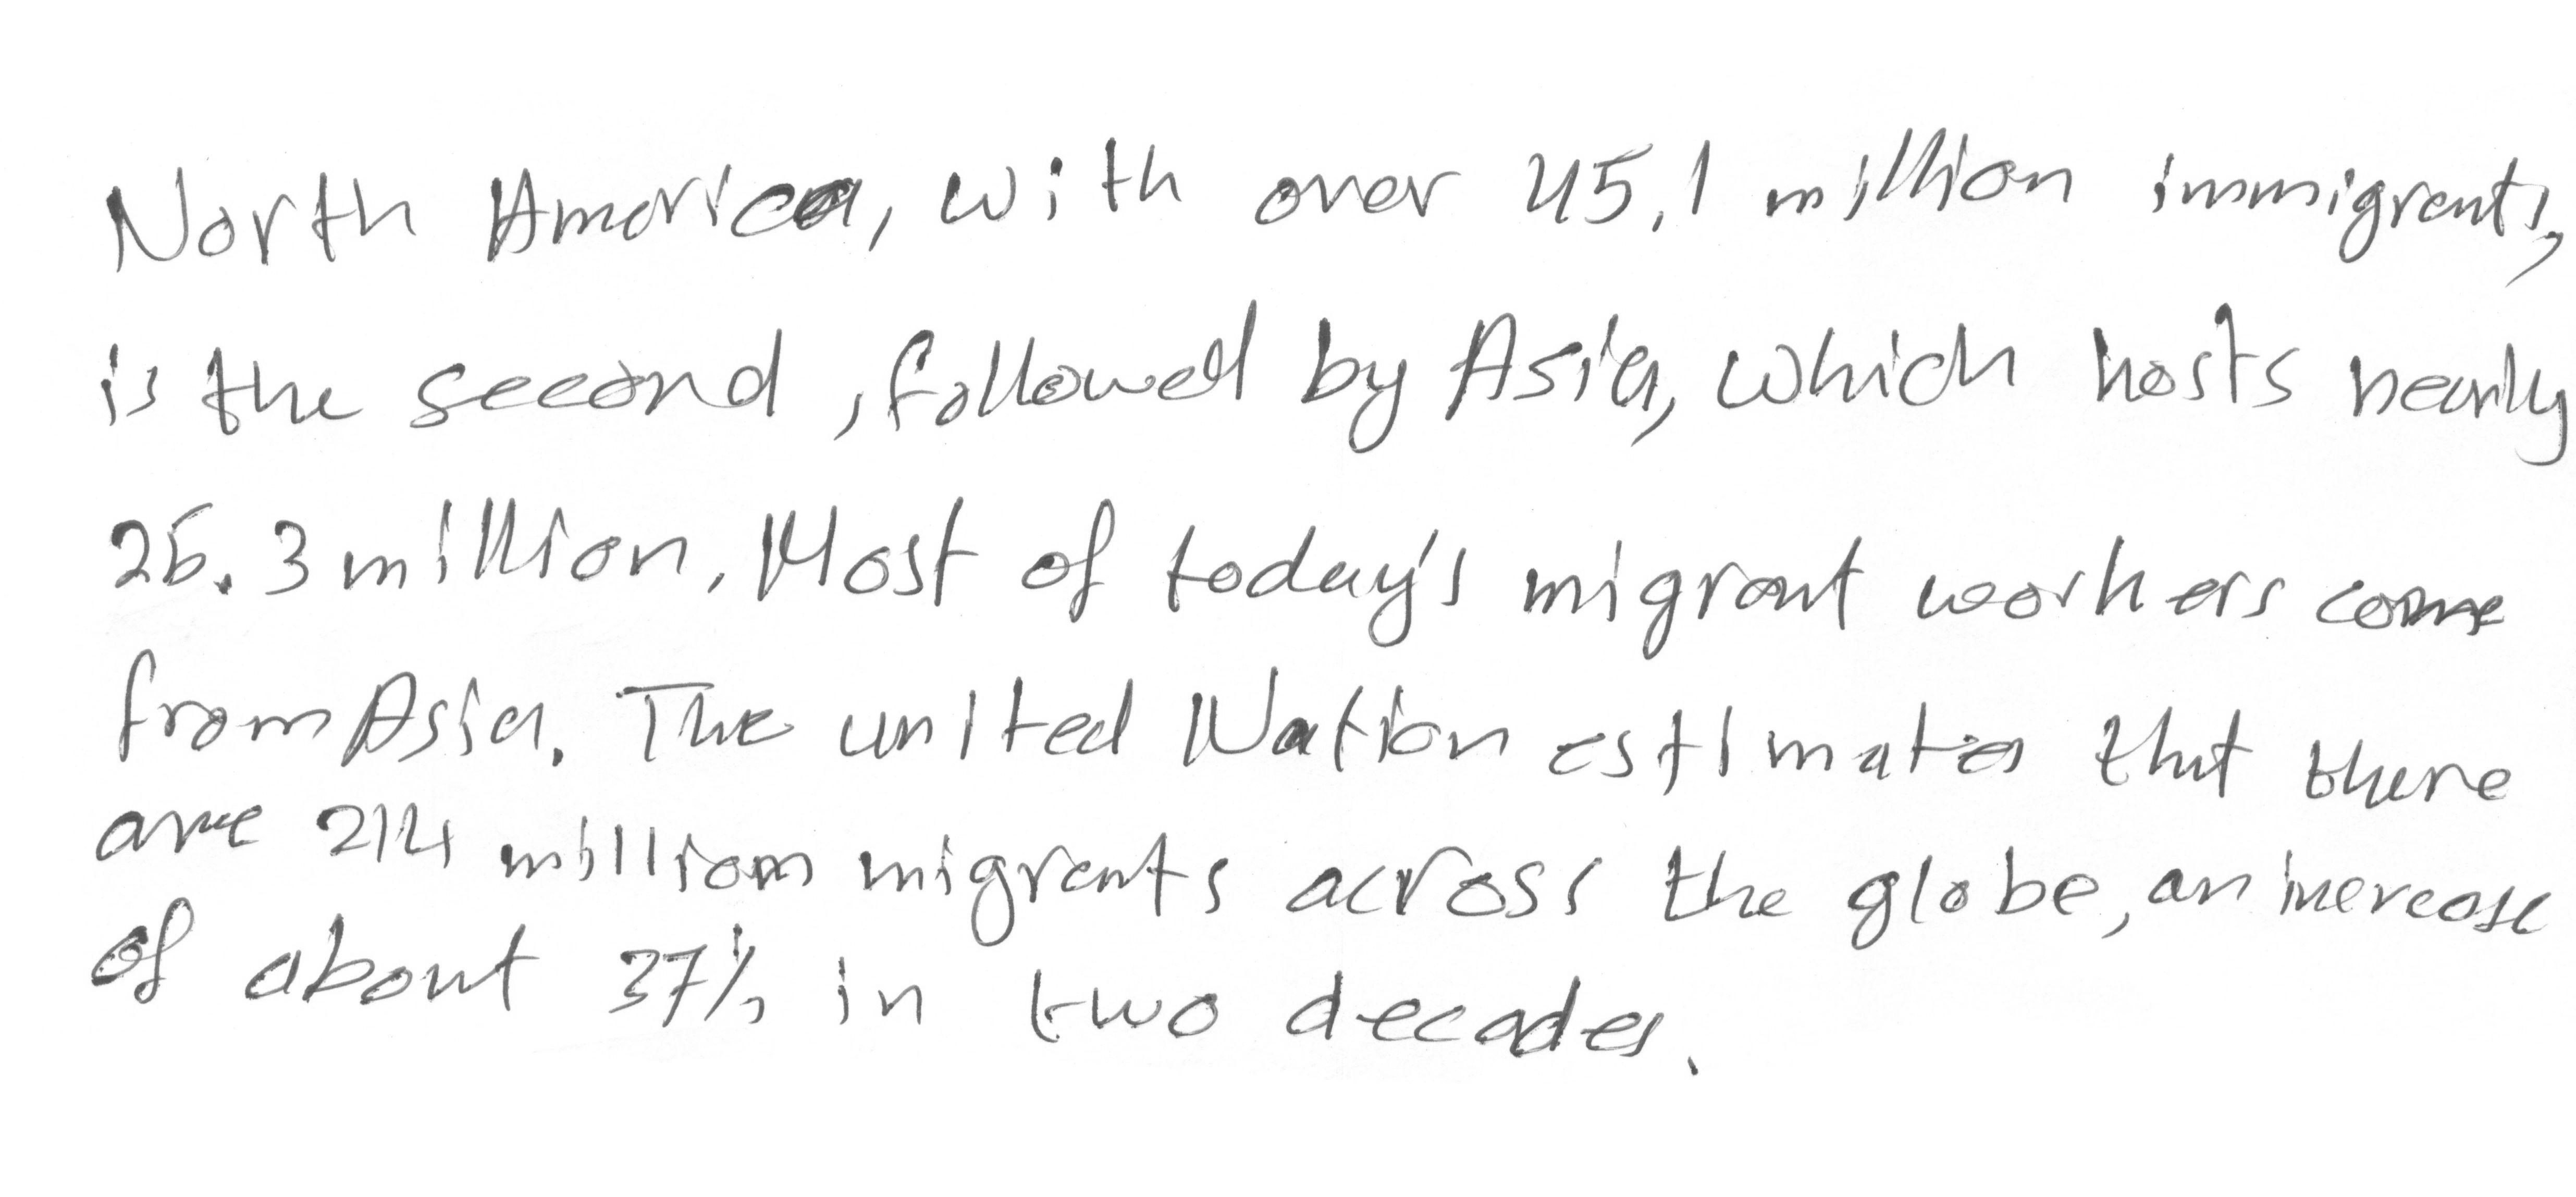 North America, with over 45,1 million immigrants,
is the second, followed by Asia, which hosts nearly
25.3 million. Most of today's migrant workers come
from Asia. The united Nation estimates that there
are 214 million migrants across the globe, an increase
of about 37% in two decades.